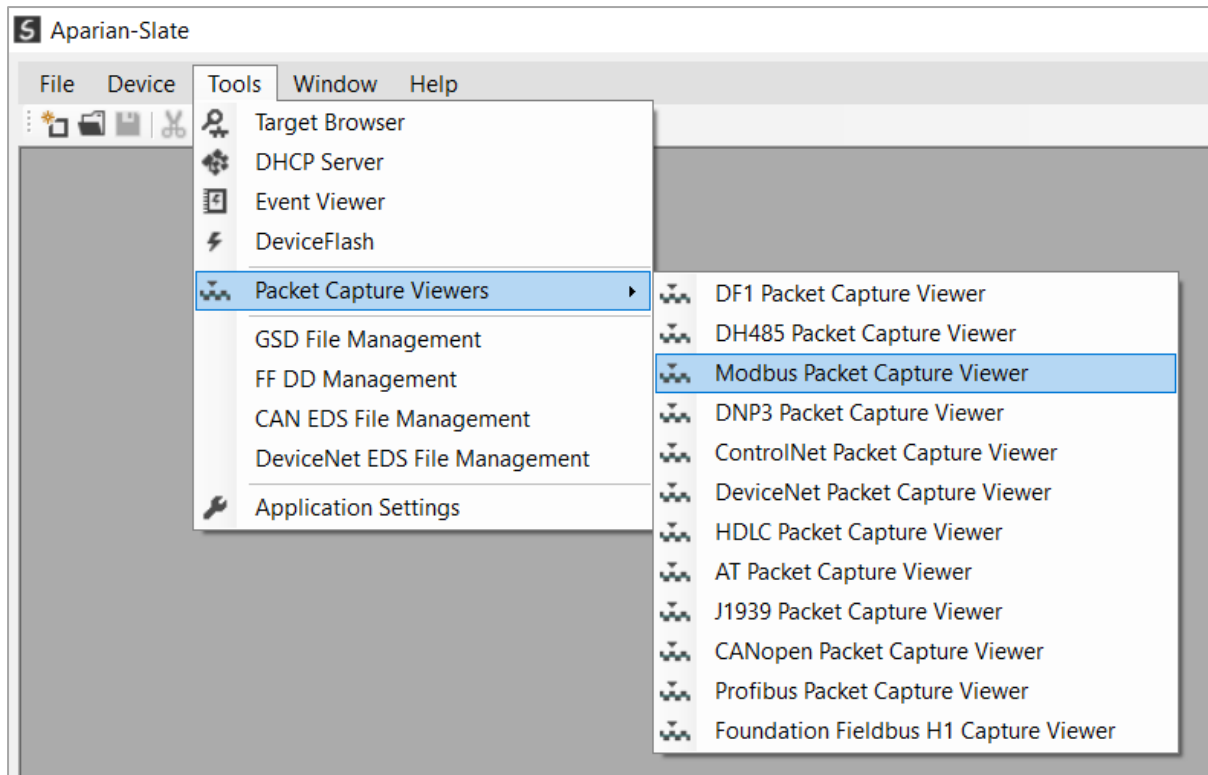 Aparian-Slate
File Device Tools Window Help
Target Browser
DHCP Server
Event Viewer
DeviceFlash
Packet Capture Viewers
GSD File Management
FF DD Management
CAN EDS File Management
DeviceNet EDS File Management
Application Settings
DF1 Packet Capture Viewer
DH485 Packet Capture Viewer
Modbus Packet Capture Viewer
DNP3 Packet Capture Viewer
ControlNet Packet Capture Viewer
DeviceNet Packet Capture Viewer
HDLC Packet Capture Viewer
AT Packet Capture Viewer
J1939 Packet Capture Viewer
CANopen Packet Capture Viewer
Profibus Packet Capture Viewer
Foundation Fieldbus H1 Capture Viewer